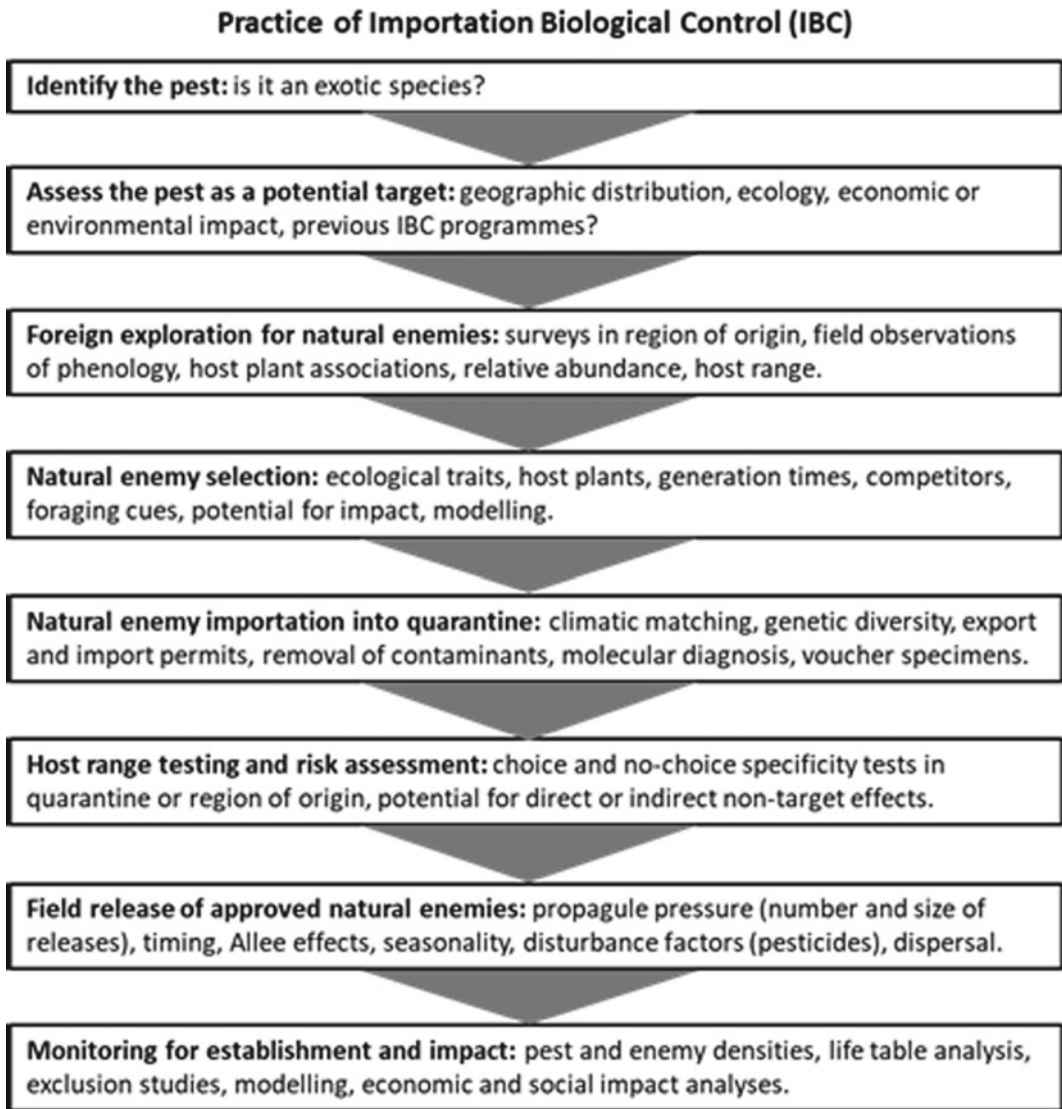 Practice of Importation Biological Control (IBC)
Identify the pest: is it an exotic species?
Assess the pest as a potential target: geographic distribution, ecology, economic or
environmental impact, previous IBC programmes?
Foreign exploration for natural enemies: surveys in region of origin, field observations
of phenology, host plant associations, relative abundance, host range.
Natural enemy selection: ecological traits, host plants, generation times, competitors,
foraging cues, potential for impact, modelling.
Natural enemy importation into quarantine: climatic matching, genetic diversity, export
and import permits, removal of contaminants, molecular diagnosis, voucher specimens.
Host range testing and risk assessment: choice and no-choice specificity tests in
quarantine or region of origin, potential for direct or indirect non-target effects.
Field release of approved natural enemies: propagule pressure (number and size of
releases), timing, Allee effects, seasonality, disturbance factors (pesticides), dispersal.
Monitoring for establishment and impact: pest and enemy densities, life table analysis,
exclusion studies, modelling, economic and social impact analyses.